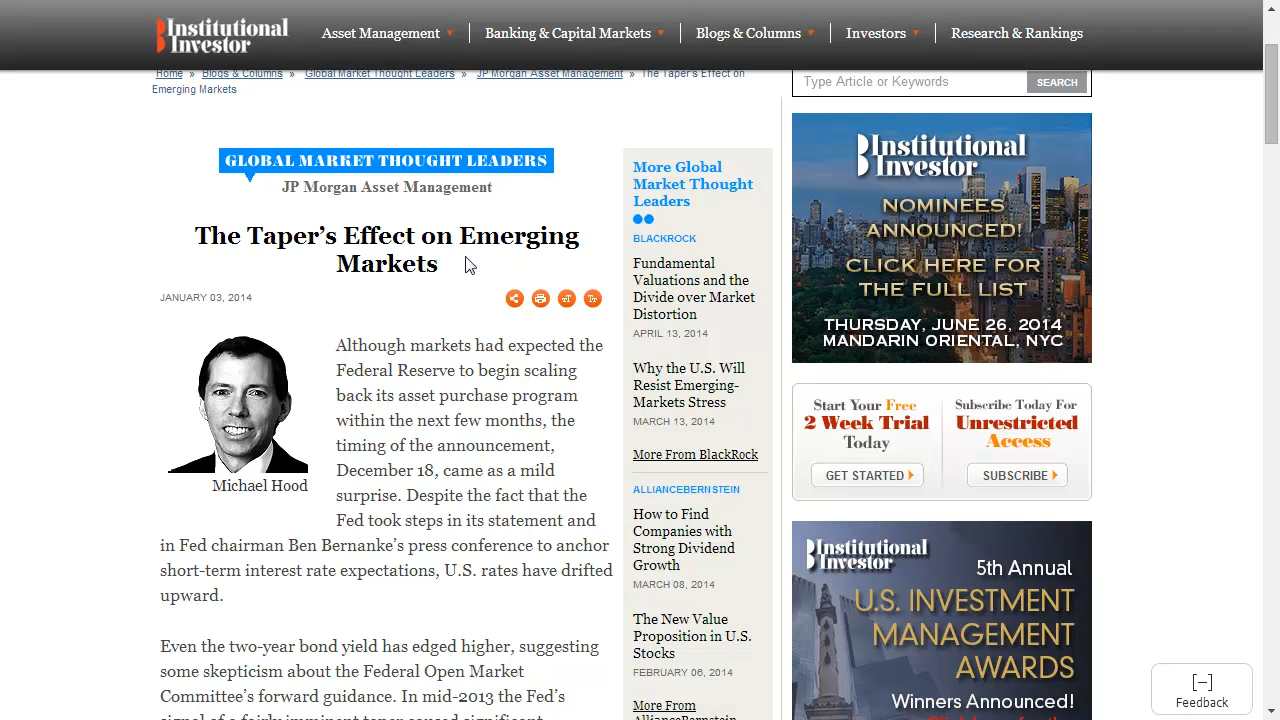 Institutional Investor
Asset Management
Banking & Capital Markets
Blogs & Columns
Investors
Research & Rankings
Home » Blogs & Columns » Global Market Thought Leaders » JP Morgan Asset Management » The Taper's Effect on
Emerging Markets
Type Article or Keywords
SEARCH
GLOBAL MARKET THOUGHT LEADERS
JP Morgan Asset Management
The Taper’s Effect on Emerging
Markets
JANUARY 03, 2014
Michael Hood
Although markets had expected the
Federal Reserve to begin scaling
back its asset purchase program
within the next few months, the
timing of the announcement,
December 18, came as a mild
surprise. Despite the fact that the
Fed took steps in its statement and
in Fed chairman Ben Bernanke’s press conference to anchor
short-term interest rate expectations, U.S. rates have drifted
upward.
Even the two-year bond yield has edged higher, suggesting
some skepticism about the Federal Open Market
Committee’s forward guidance. In mid-2013 the Fed’s
signal of a fairly imminent taper caused significant
More Global
Market Thought
Leaders
BLACKROCK
Fundamental
Valuations and the
Divide over Market
Distortion
APRIL 13, 2014
Why the U.S. Will
Resist Emerging-
Markets Stress
MARCH 13, 2014
More From BlackRock
ALLIANCEBERNSTEIN
How to Find
Companies with
Strong Dividend
Growth
MARCH 08, 2014
The New Value
Proposition in U.S.
Stocks
FEBRUARY 06, 2014
More From
AllianceBernstein
Institutional
Investor
NOMINEES
ANNOUNCED!
CLICK HERE FOR
THE FULL LIST
THURSDAY, JUNE 26, 2014
MANDARIN ORIENTAL, NYC
Start Your Free
2 Week Trial
Today
GET STARTED
Subscribe Today For
Unrestricted
Access
SUBSCRIBE
Institutional
Investor
5th Annual
U.S. INVESTMENT
MANAGEMENT
AWARDS
Winners Announced!
[–]
Feedback